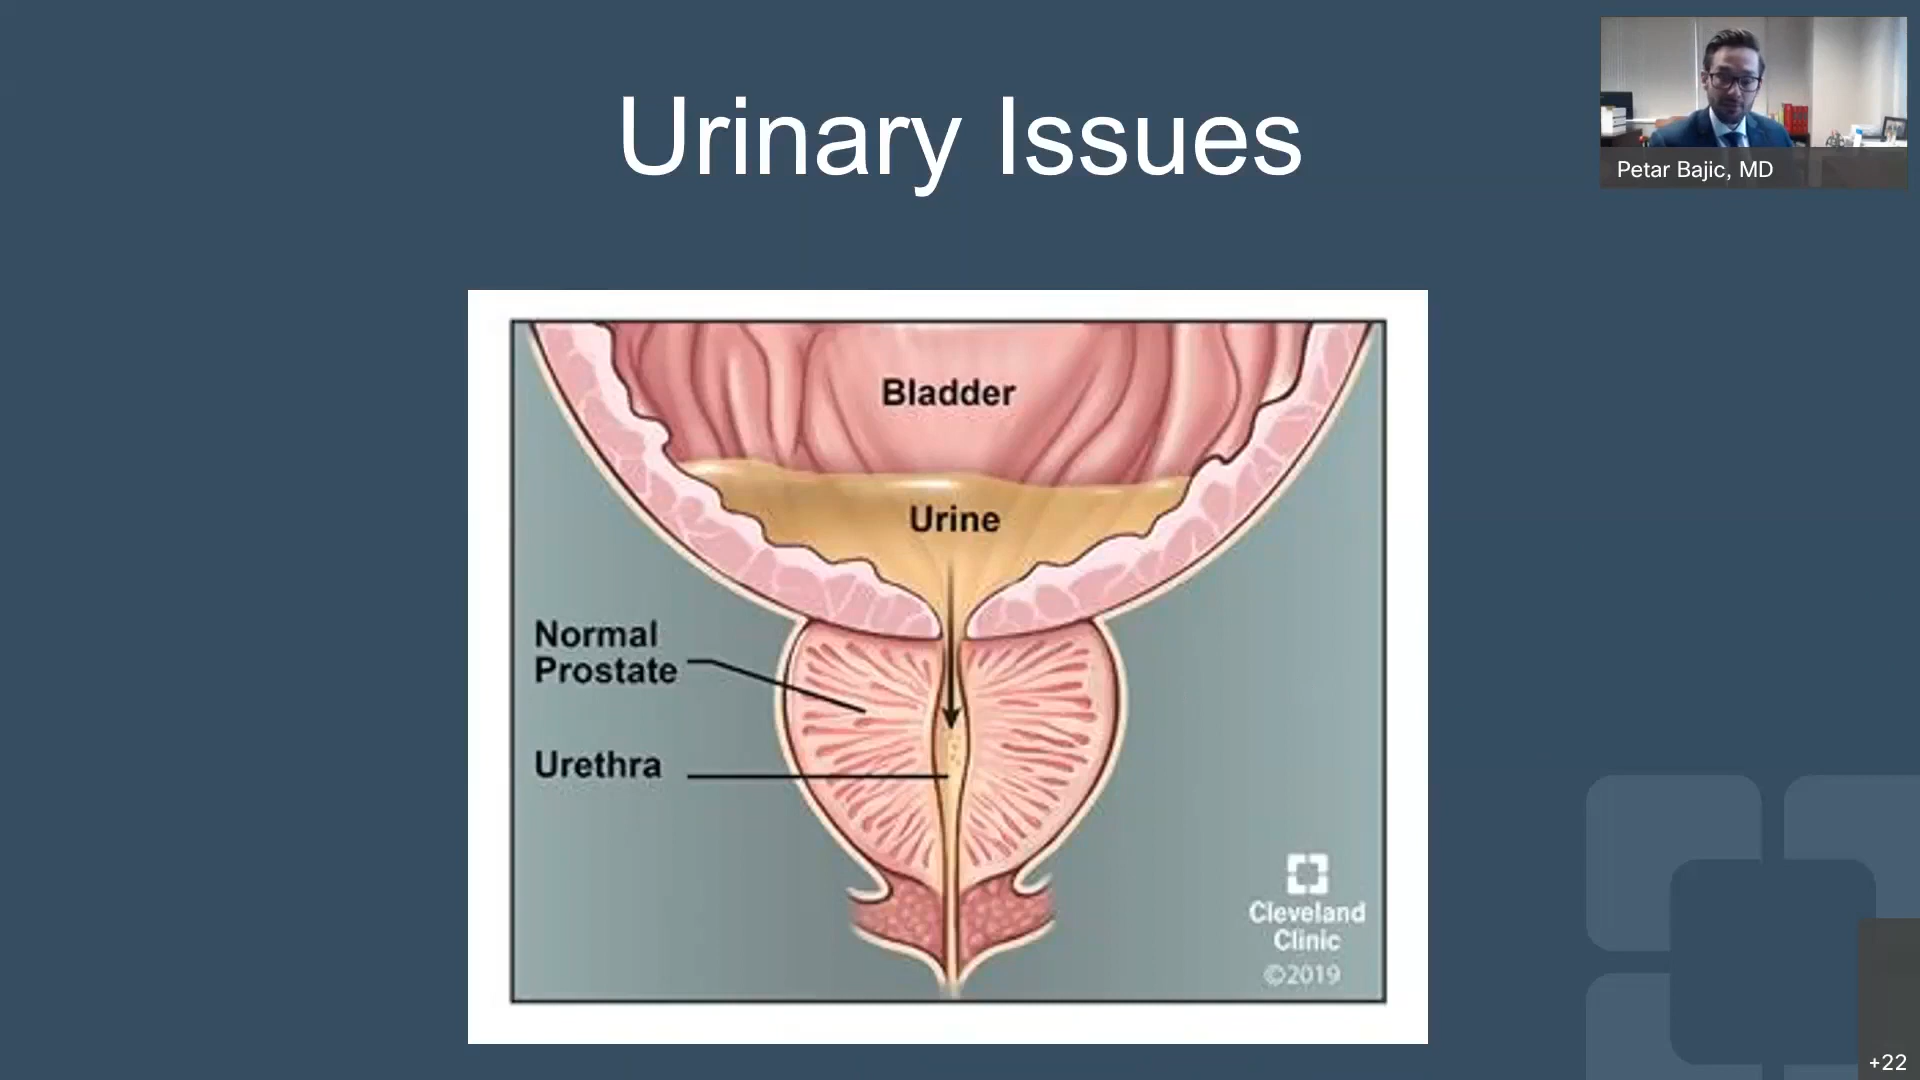 Urinary Issues
Petar Bajic, MD
Bladder
Urine
Normal
Prostate
Urethra
Cleveland
Clinic
©2019
+22